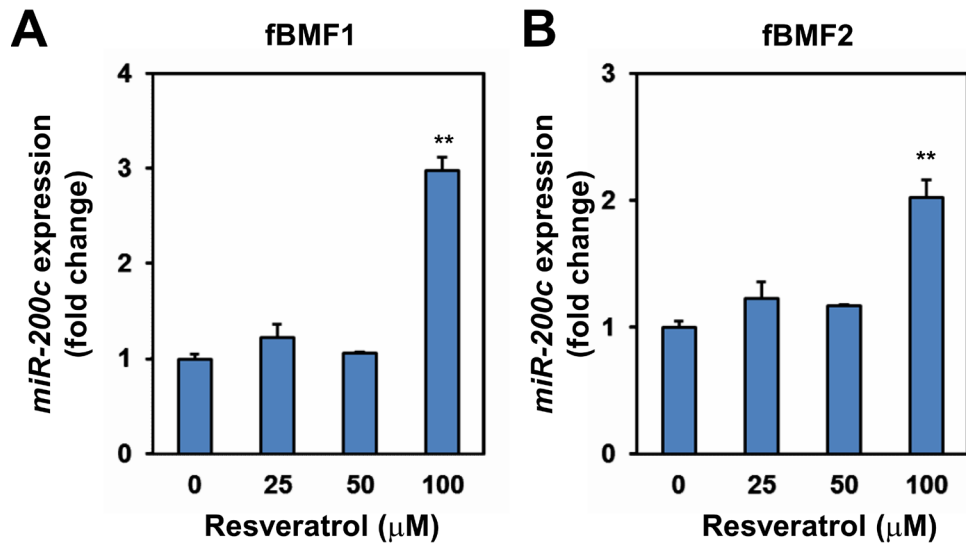 A
fBMF1
miR-200c expression
(fold change)
4
3
2
1
0
**
0 25 50 100
Resveratrol (μM)
B
fBMF2
miR-200c expression
(fold change)
3
2
1
0
**
0 25 50 100
Resveratrol (μM)